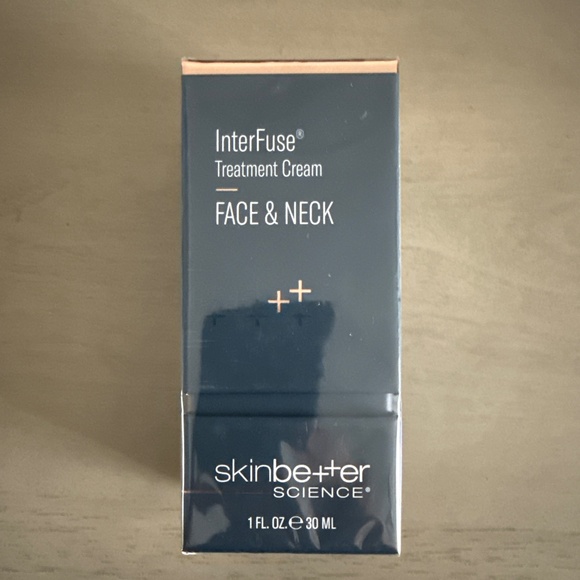 InterFuse®
Treatment Cream
FACE & NECK
++
skinbetter
SCIENCE®
1 FL. OZ. ℮ 30 ML